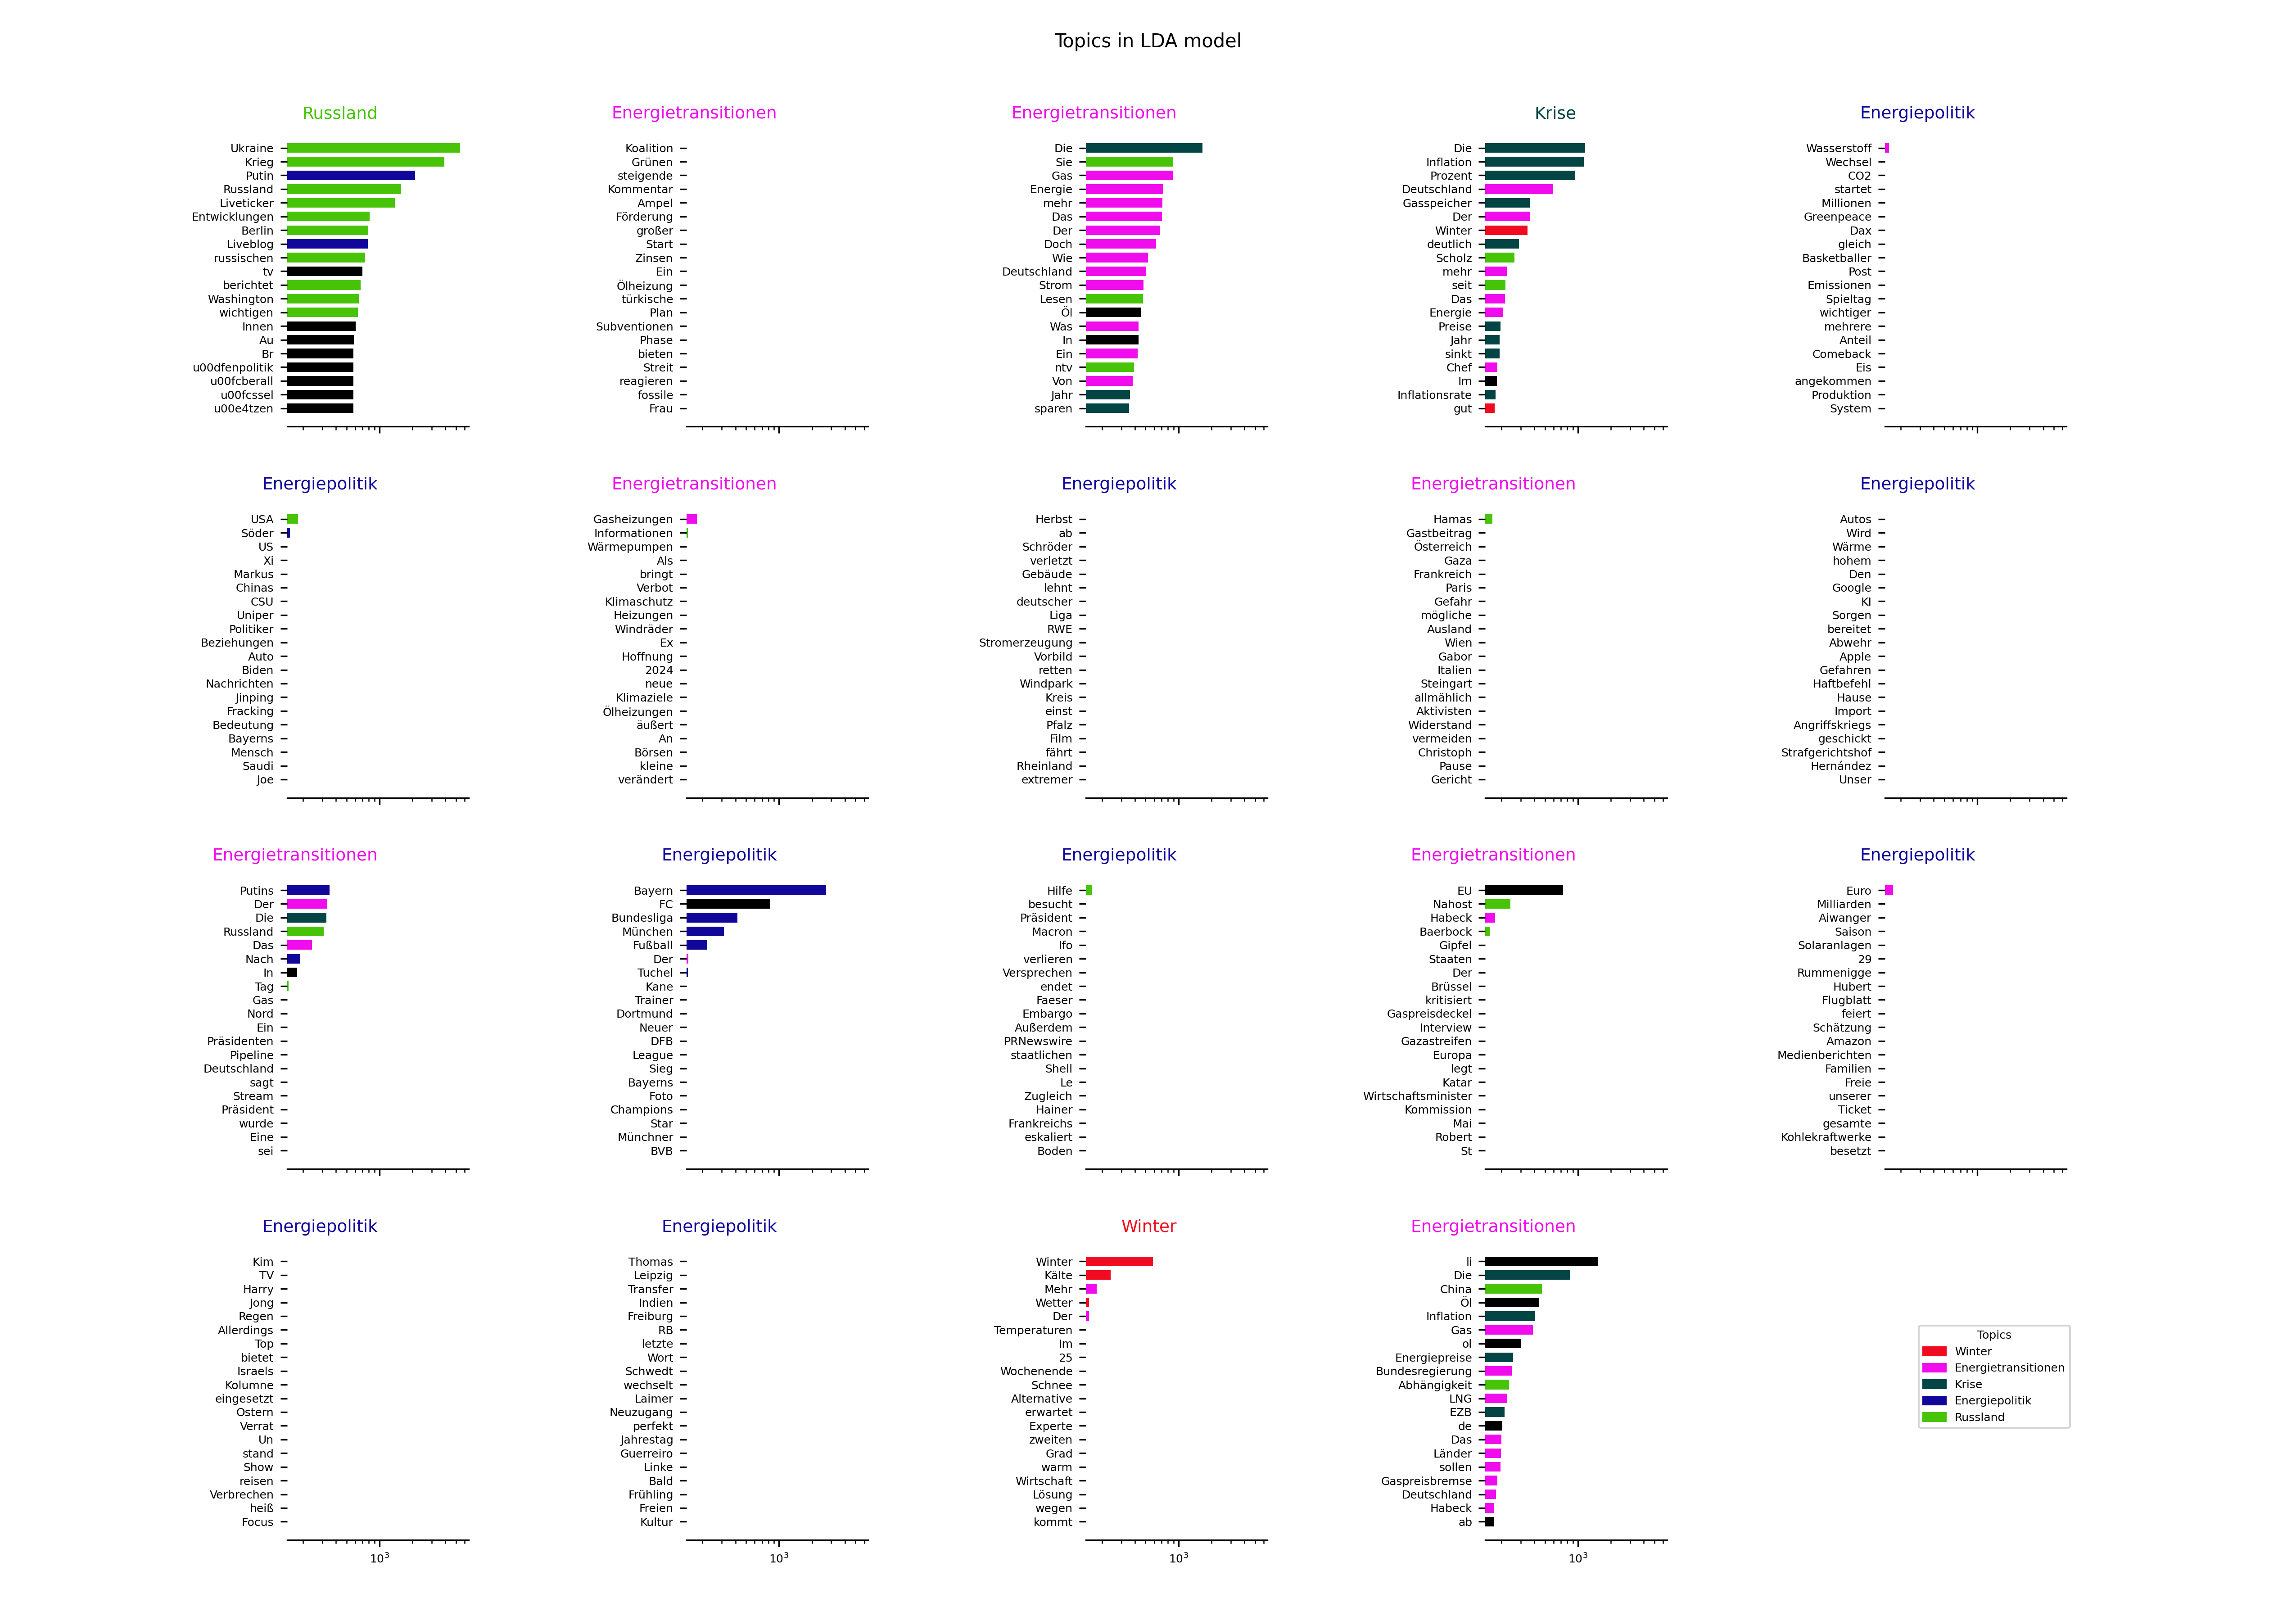 Topics in LDA model
Russland
Ukraine
Krieg
Putin
Russland
Liveticker
Entwicklungen
Berlin
Liveblog
russischen
tv
berichtet
Washington
wichtigen
Innen
Au
Br
u00dfenpolitik
u00fcberall
u00fcssel
u00e4tzen
Energietransitionen
Koalition
Grünen
steigende
Kommentar
Ampel
Förderung
großer
Start
Zinsen
Ein
Ölheizung
türkische
Plan
Subventionen
Phase
bieten
Streit
reagieren
fossile
Frau
Energietransitionen
Die
Sie
Gas
Energie
mehr
Das
Der
Doch
Wie
Deutschland
Strom
Lesen
Öl
Was
In
Ein
ntv
Von
Jahr
sparen
Krise
Die
Inflation
Prozent
Deutschland
Gasspeicher
Der
Winter
deutlich
Scholz
mehr
seit
Das
Energie
Preise
Jahr
sinkt
Chef
Im
Inflationsrate
gut
Energiepolitik
Wasserstoff
Wechsel
CO2
startet
Millionen
Greenpeace
Dax
gleich
Basketballer
Post
Emissionen
Spieltag
wichtiger
mehrere
Anteil
Comeback
Eis
angekommen
Produktion
System
Energiepolitik
USA
Söder
US
Xi
Markus
Chinas
CSU
Uniper
Politiker
Beziehungen
Auto
Biden
Nachrichten
Jinping
Fracking
Bedeutung
Bayerns
Mensch
Saudi
Joe
Energietransitionen
Gasheizungen
Informationen
Wärmepumpen
Als
bringt
Verbot
Klimaschutz
Heizungen
Windräder
Ex
Hoffnung
2024
neue
Klimaziele
Ölheizungen
äußert
An
Börsen
kleine
verändert
Energiepolitik
Herbst
ab
Schröder
verletzt
Gebäude
lehnt
deutscher
Liga
RWE
Stromerzeugung
Vorbild
retten
Windpark
Kreis
einst
Pfalz
Film
fährt
Rheinland
extremer
Energietransitionen
Hamas
Gastbeitrag
Österreich
Gaza
Frankreich
Paris
Gefahr
mögliche
Ausland
Wien
Gabor
Italien
Steingart
allmählich
Aktivisten
Widerstand
vermeiden
Christoph
Pause
Gericht
Energiepolitik
Autos
Wird
Wärme
hohem
Den
Google
KI
Sorgen
bereitet
Abwehr
Apple
Gefahren
Haftbefehl
Hause
Import
Angriffskriegs
geschickt
Strafgerichtshof
Hernández
Unser
Energietransitionen
Putins
Der
Die
Russland
Das
Nach
In
Tag
Gas
Nord
Ein
Präsidenten
Pipeline
Deutschland
sagt
Stream
Präsident
wurde
Eine
sei
Energiepolitik
Bayern
FC
Bundesliga
München
Fußball
Der
Tuchel
Kane
Trainer
Dortmund
Neuer
DFB
League
Sieg
Bayerns
Foto
Champions
Star
Münchner
BVB
Energiepolitik
Hilfe
besucht
Präsident
Macron
Ifo
verlieren
Versprechen
endet
Faeser
Embargo
Außerdem
PRNewswire
staatlichen
Shell
Le
Zugleich
Hainer
Frankreichs
eskaliert
Boden
Energietransitionen
EU
Nahost
Habeck
Baerbock
Gipfel
Staaten
Der
Brüssel
kritisiert
Gaspreisdeckel
Interview
Gazastreifen
Europa
legt
Katar
Wirtschaftsminister
Kommission
Mai
Robert
St
Energiepolitik
Euro
Milliarden
Aiwanger
Saison
Solaranlagen
29
Rummenigge
Hubert
Flugblatt
feiert
Schätzung
Amazon
Medienberichten
Familien
Freie
unserer
Ticket
gesamte
Kohlekraftwerke
besetzt
Energiepolitik
Kim
TV
Harry
Jong
Regen
Allerdings
Top
bietet
Israels
Kolumne
eingesetzt
Ostern
Verrat
Un
stand
Show
reisen
Verbrechen
heiß
Focus
10³
Energiepolitik
Thomas
Leipzig
Transfer
Indien
Freiburg
RB
letzte
Wort
Schwedt
wechselt
Laimer
Neuzugang
perfekt
Jahrestag
Guerreiro
Linke
Bald
Frühling
Freien
Kultur
10³
Winter
Winter
Kälte
Mehr
Wetter
Der
Temperaturen
Im
25
Wochenende
Schnee
Alternative
erwartet
Experte
zweiten
Grad
warm
Wirtschaft
Lösung
wegen
kommt
10³
Energietransitionen
li
Die
China
Öl
Inflation
Gas
ol
Energiepreise
Bundesregierung
Abhängigkeit
LNG
EZB
de
Das
Länder
sollen
Gaspreisbremse
Deutschland
Habeck
ab
10³
Topics
Winter
Energietransitionen
Krise
Energiepolitik
Russland